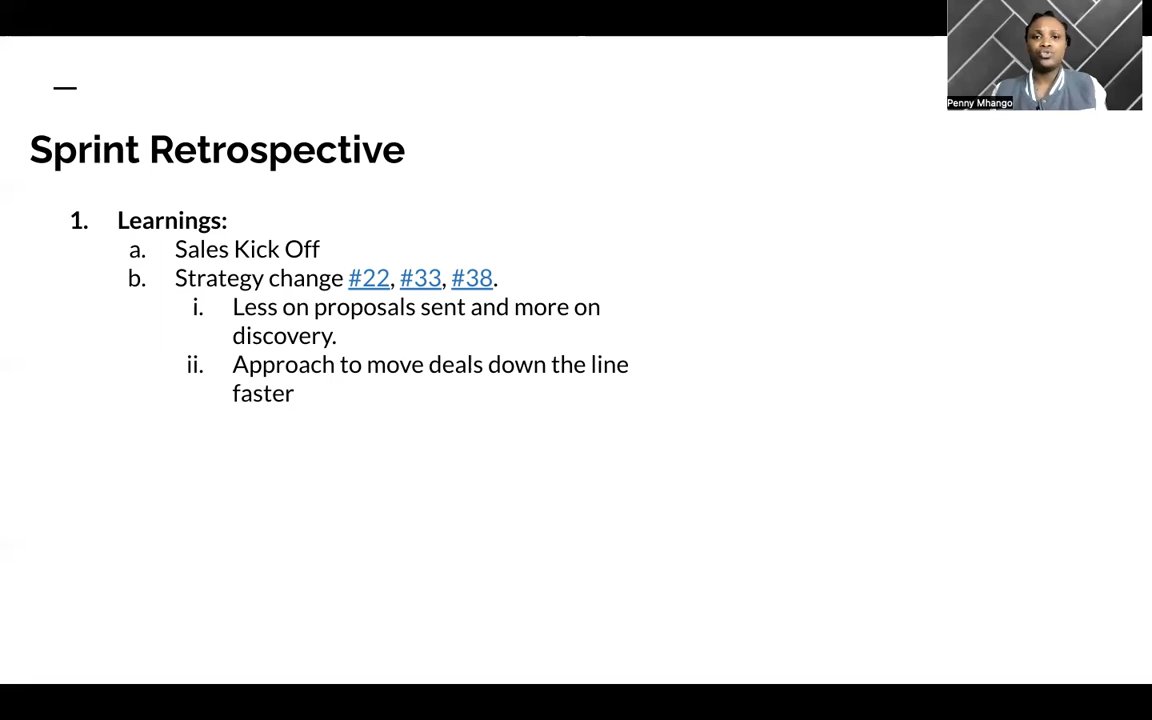 Penny Mhango
—
Sprint Retrospective
1. Learnings:
a. Sales Kick Off
b. Strategy change #22, #33, #38.
i. Less on proposals sent and more on
discovery.
ii. Approach to move deals down the line
faster